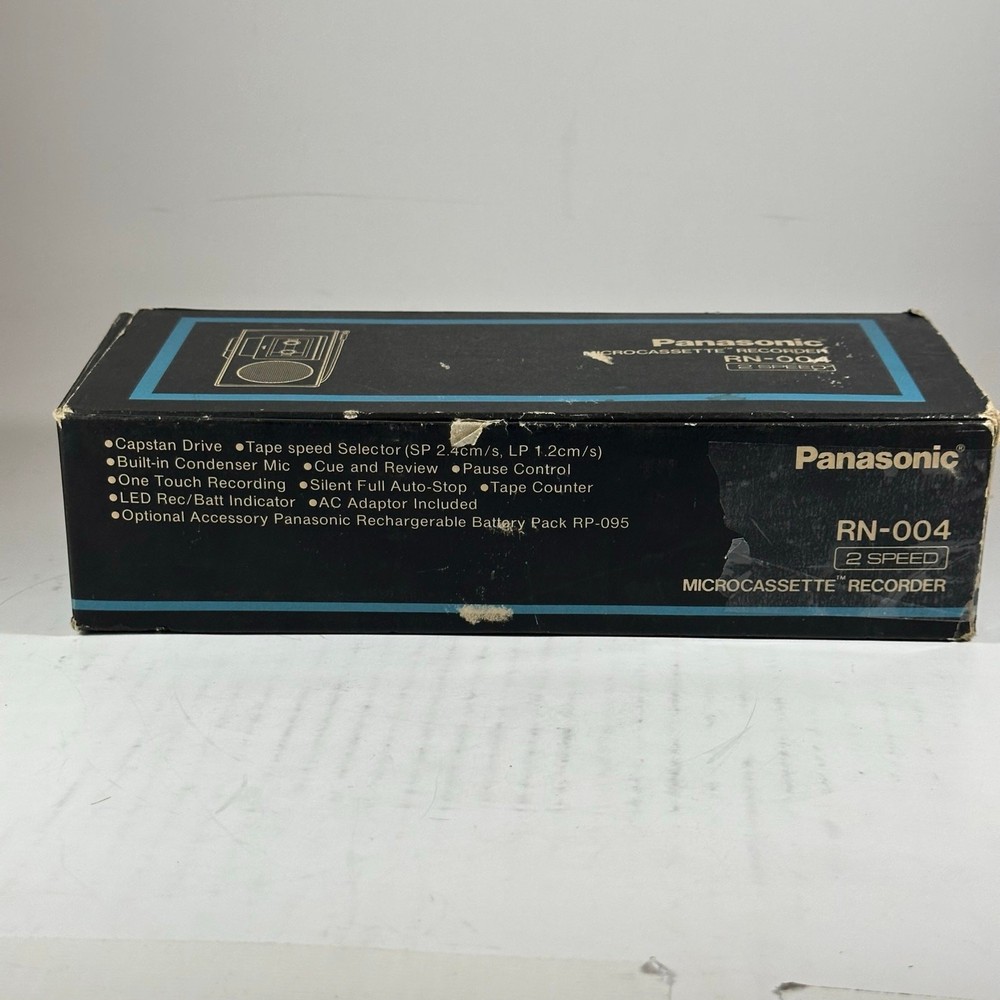 Panasonic
MICROCASSETTE™ RECORDER
RN-004
2 SPEED
●Capstan Drive ●Tape speed Selector (SP 2.4cm/s, LP 1.2cm/s)
●Built-in Condenser Mic ●Cue and Review ●Pause Control
●One Touch Recording ●Silent Full Auto-Stop ●Tape Counter
●LED Rec/Batt Indicator ●AC Adaptor Included
●Optional Accessory Panasonic Rechargerable Battery Pack RP-095
Panasonic®
RN-004
2 SPEED
MICROCASSETTE™ RECORDER